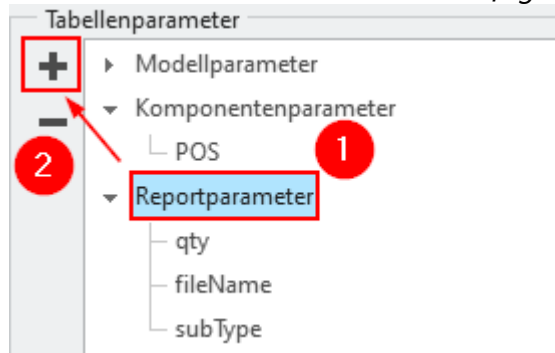 Tabellenparameter
Modellparameter
Komponentenparameter
POS
1
2
Reportparameter
qty
fileName
subType